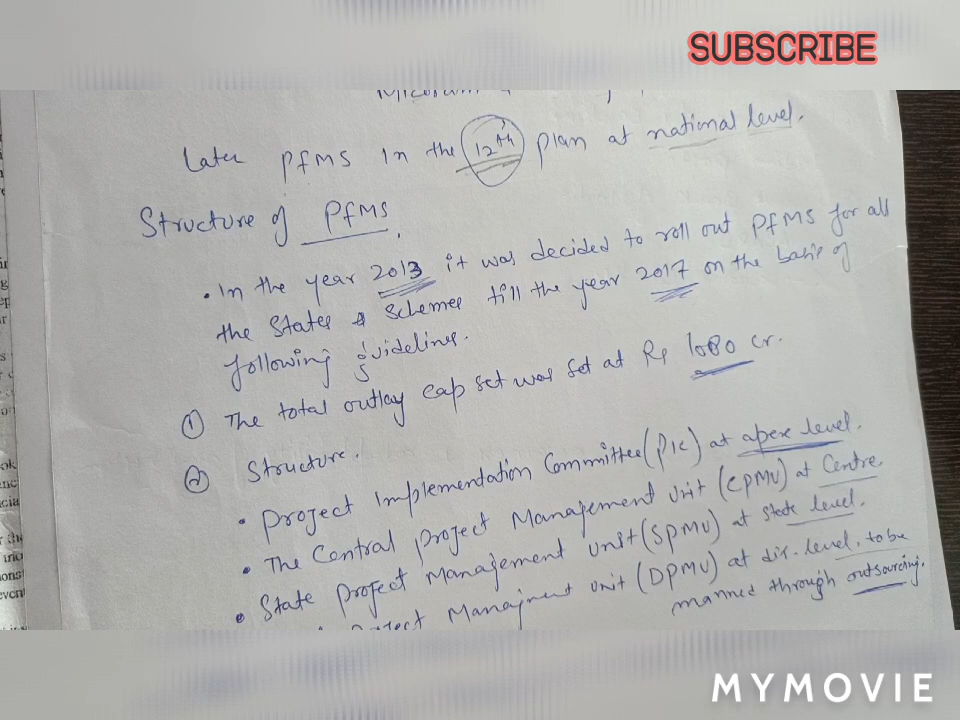 SUBSCRIBE
Later PFMS in the 12th plan at national level.
Structure of PFMS.
• In the year 2013 it was decided to roll out PFMS for all
the States & schemes till the year 2017 on the basis of
following guidelines.
① The total outlay cap set was set at Rs 1080 cr.
② Structure.
• Project Implementation Committee (PIC) at apex level.
• The Central Project Management Unit (CPMU) at Centre.
• State Project Management Unit (SPMU) at state level.
Manajment Unit (DPMU) at dis. level, to be
manned through outsourcing.
MYMOVIE